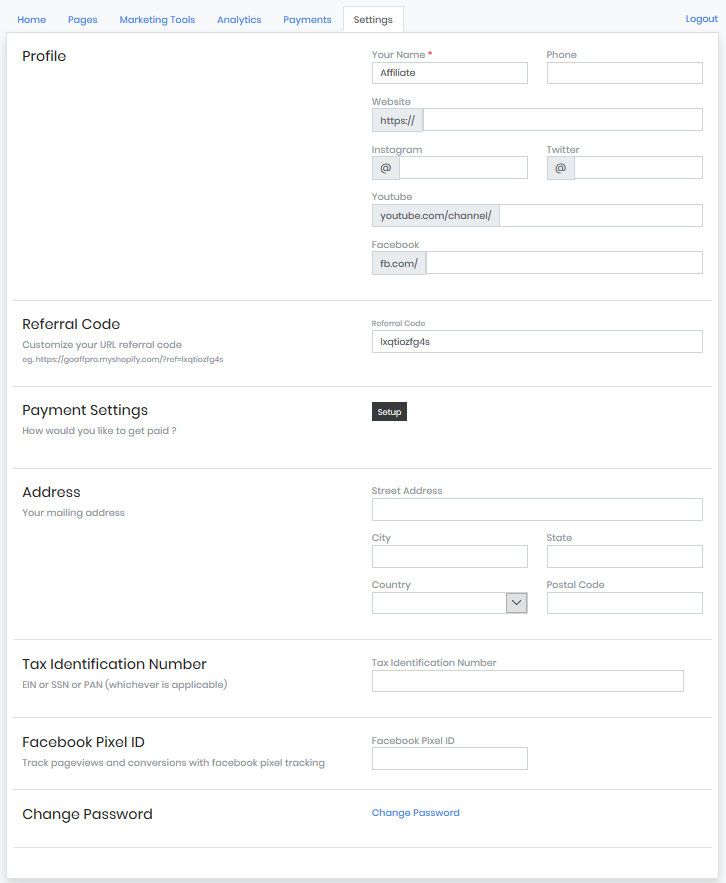 Home Pages Marketing Tools Analytics Payments Settings Logout
Profile
Your Name * Phone
Affiliate
Website
https://
Instagram Twitter
@ @
Youtube
youtube.com/channel/
Facebook
fb.com/
Referral Code Referral Code
Customize your URL referral code lxqtiozfg4s
eg. https://goaffpro.myshopify.com/?ref=lxqtiozfg4s
Payment Settings Setup
How would you like to get paid ?
Address Street Address
Your mailing address
City State
Country Postal Code
Tax Identification Number Tax Identification Number
EIN or SSN or PAN (whichever is applicable)
Facebook Pixel ID Facebook Pixel ID
Track pageviews and conversions with facebook pixel tracking
Change Password Change Password